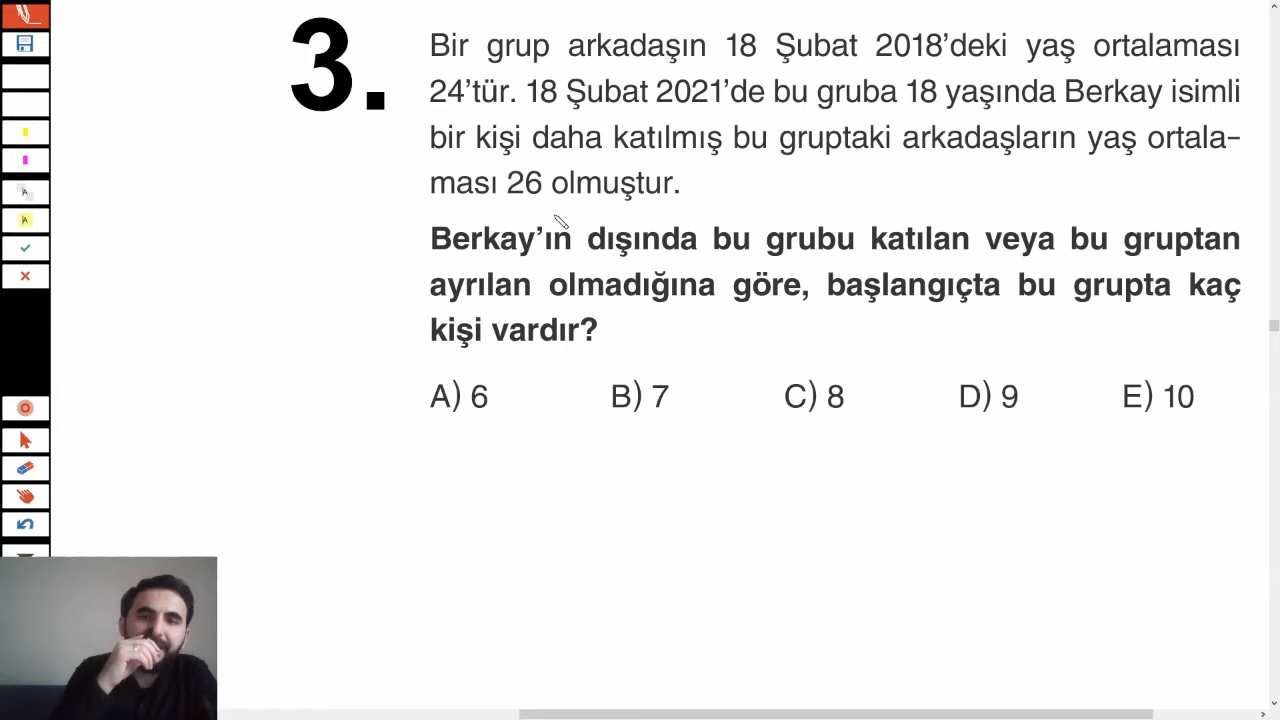 3.
Bir grup arkadaşın 18 Şubat 2018’deki yaş ortalaması
24’tür. 18 Şubat 2021’de bu gruba 18 yaşında Berkay isimli
bir kişi daha katılmış bu gruptaki arkadaşların yaş ortala-
ması 26 olmuştur.
Berkay’ın dışında bu grubu katılan veya bu gruptan
ayrılan olmadığına göre, başlangıçta bu grupta kaç
kişi vardır?
A) 6 B) 7 C) 8 D) 9 E) 10